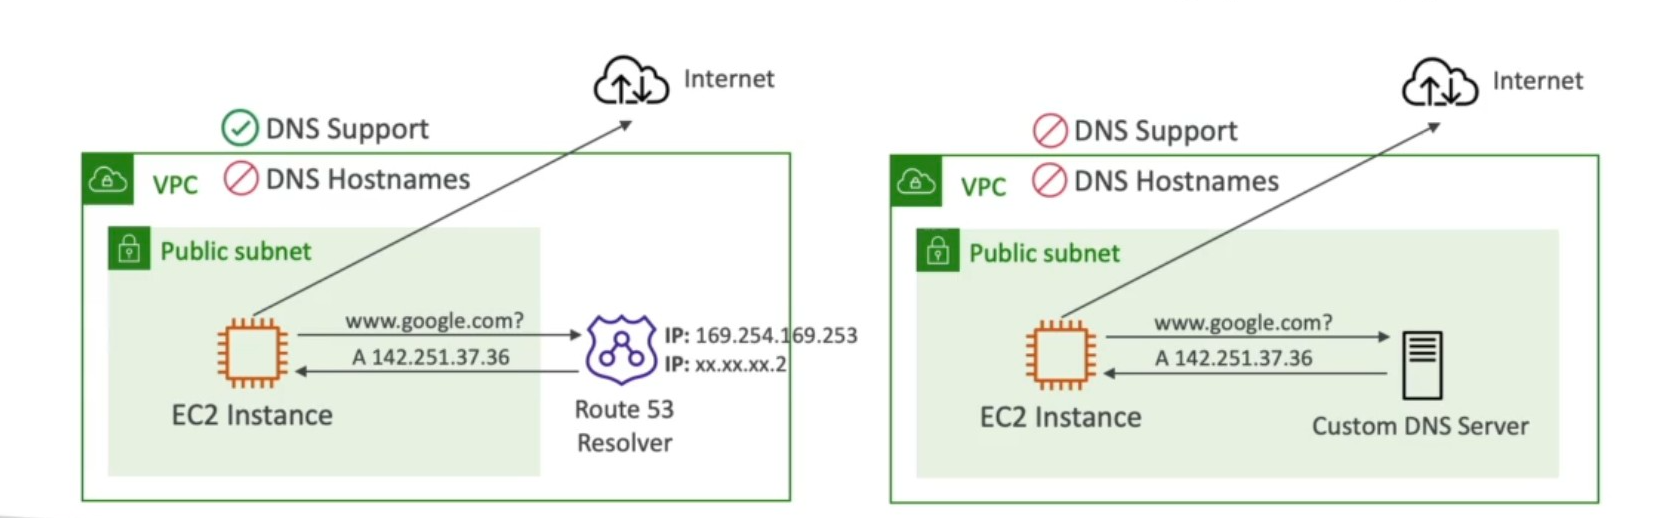 Internet
DNS Support
VPC
DNS Hostnames
Public subnet
www.google.com?
A 142.251.37.36
IP: 169.254.169.253
IP: xx.xx.xx.2
EC2 Instance
Route 53
Resolver
Internet
DNS Support
VPC
DNS Hostnames
Public subnet
www.google.com?
A 142.251.37.36
EC2 Instance
Custom DNS Server